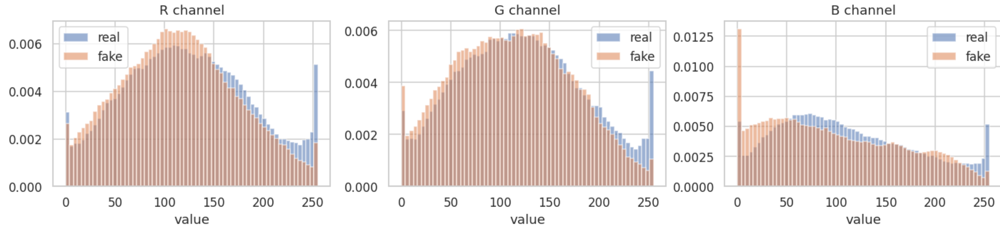 R channel
real
fake
0.006
0.004
0.002
0.000
0 50 100 150 200 250
value
G channel
real
fake
0.006
0.004
0.002
0.000
0 50 100 150 200 250
value
B channel
real
fake
0.0125
0.0100
0.0075
0.0050
0.0025
0.0000
0 50 100 150 200 250
value